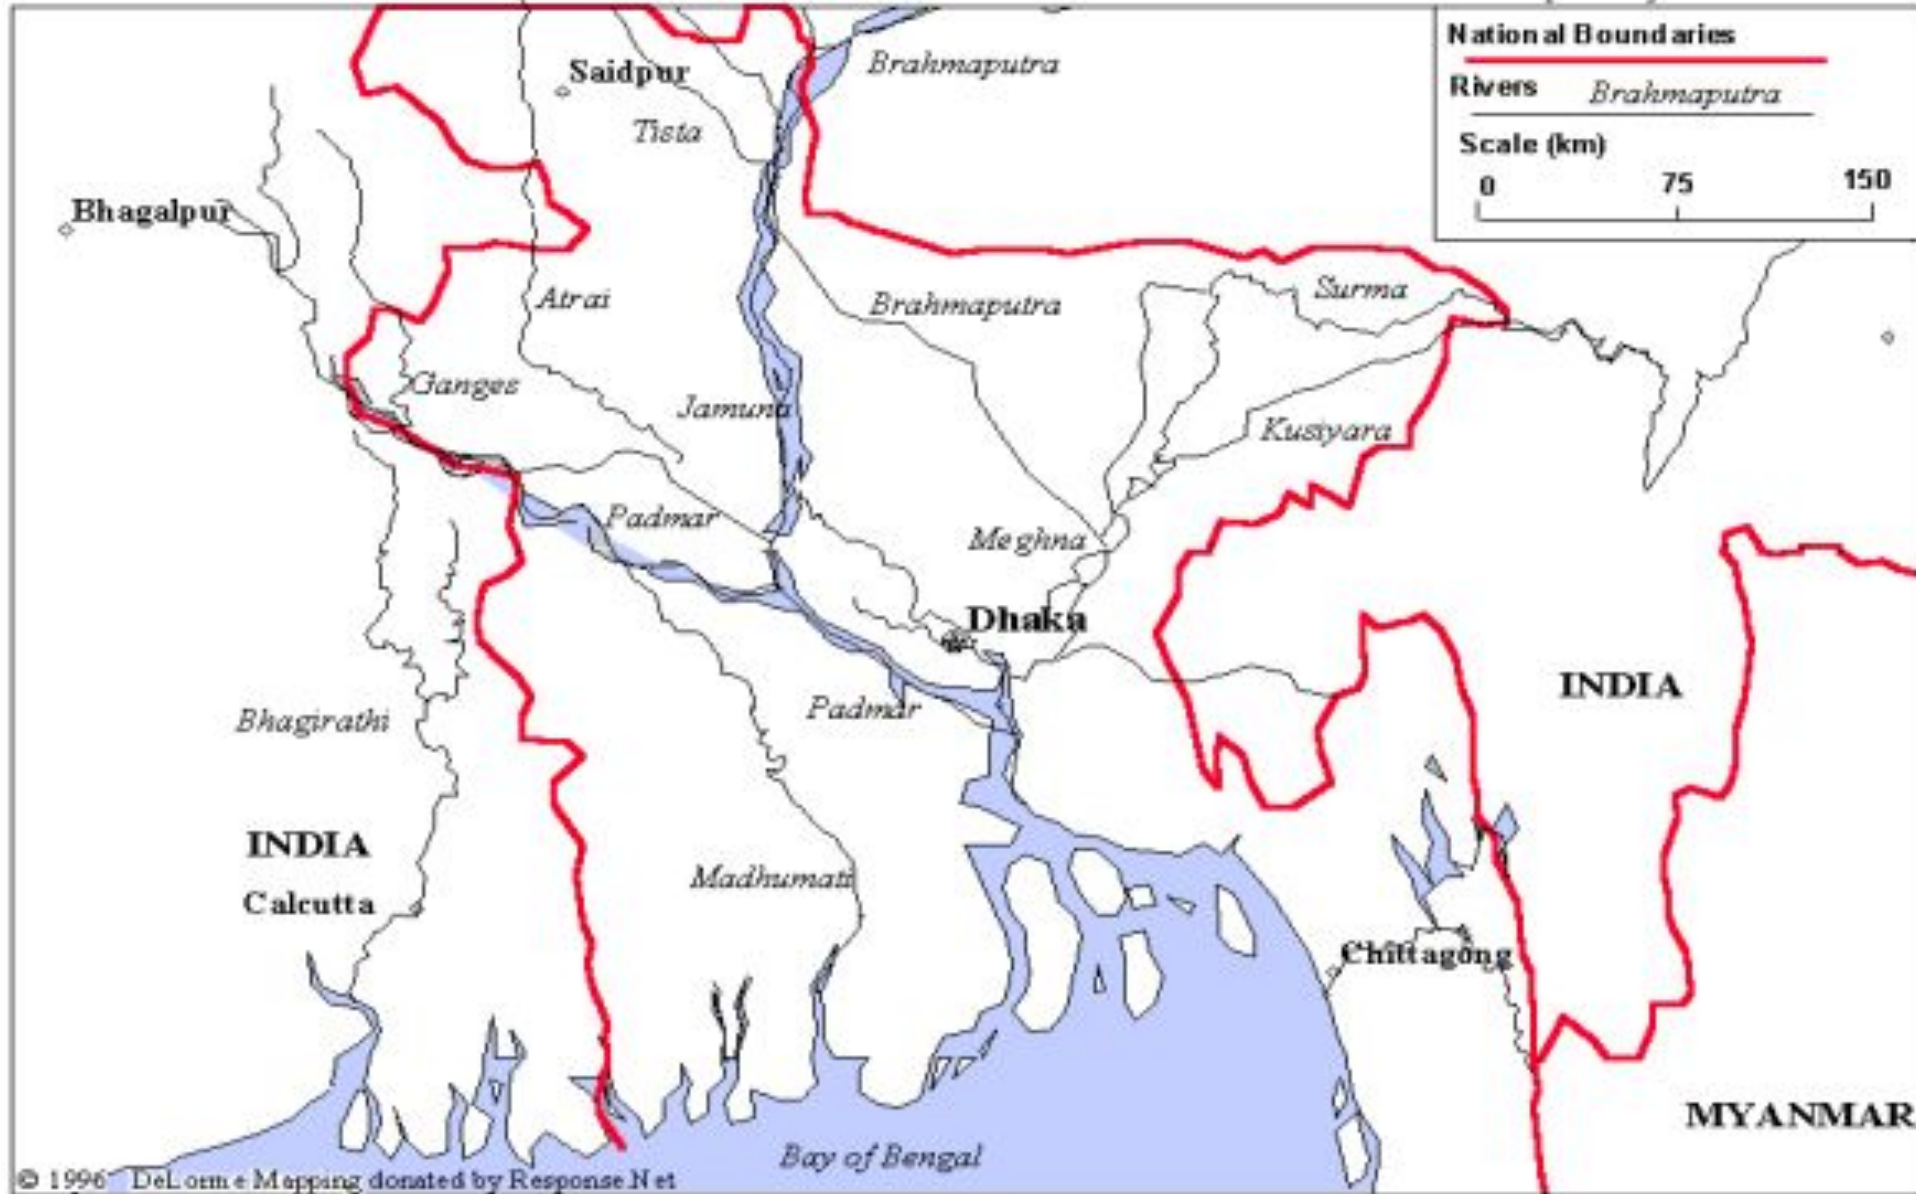 National Boundaries
Rivers Brahmaputra
Scale (km)
0 75 150
Brahmaputra
Saidpur
Tista
Bhagalpur
Atrai
Brahmaputra
Surma
Ganges
Jamuna
Kusiyara
Padmar
Meghna
Dhaka
INDIA
Bhagirathi
Padmar
INDIA
Calcutta
Madhumati
Chittagong
MYANMAR
Bay of Bengal
© 1996 DeLorme Mapping donated by Response.Net